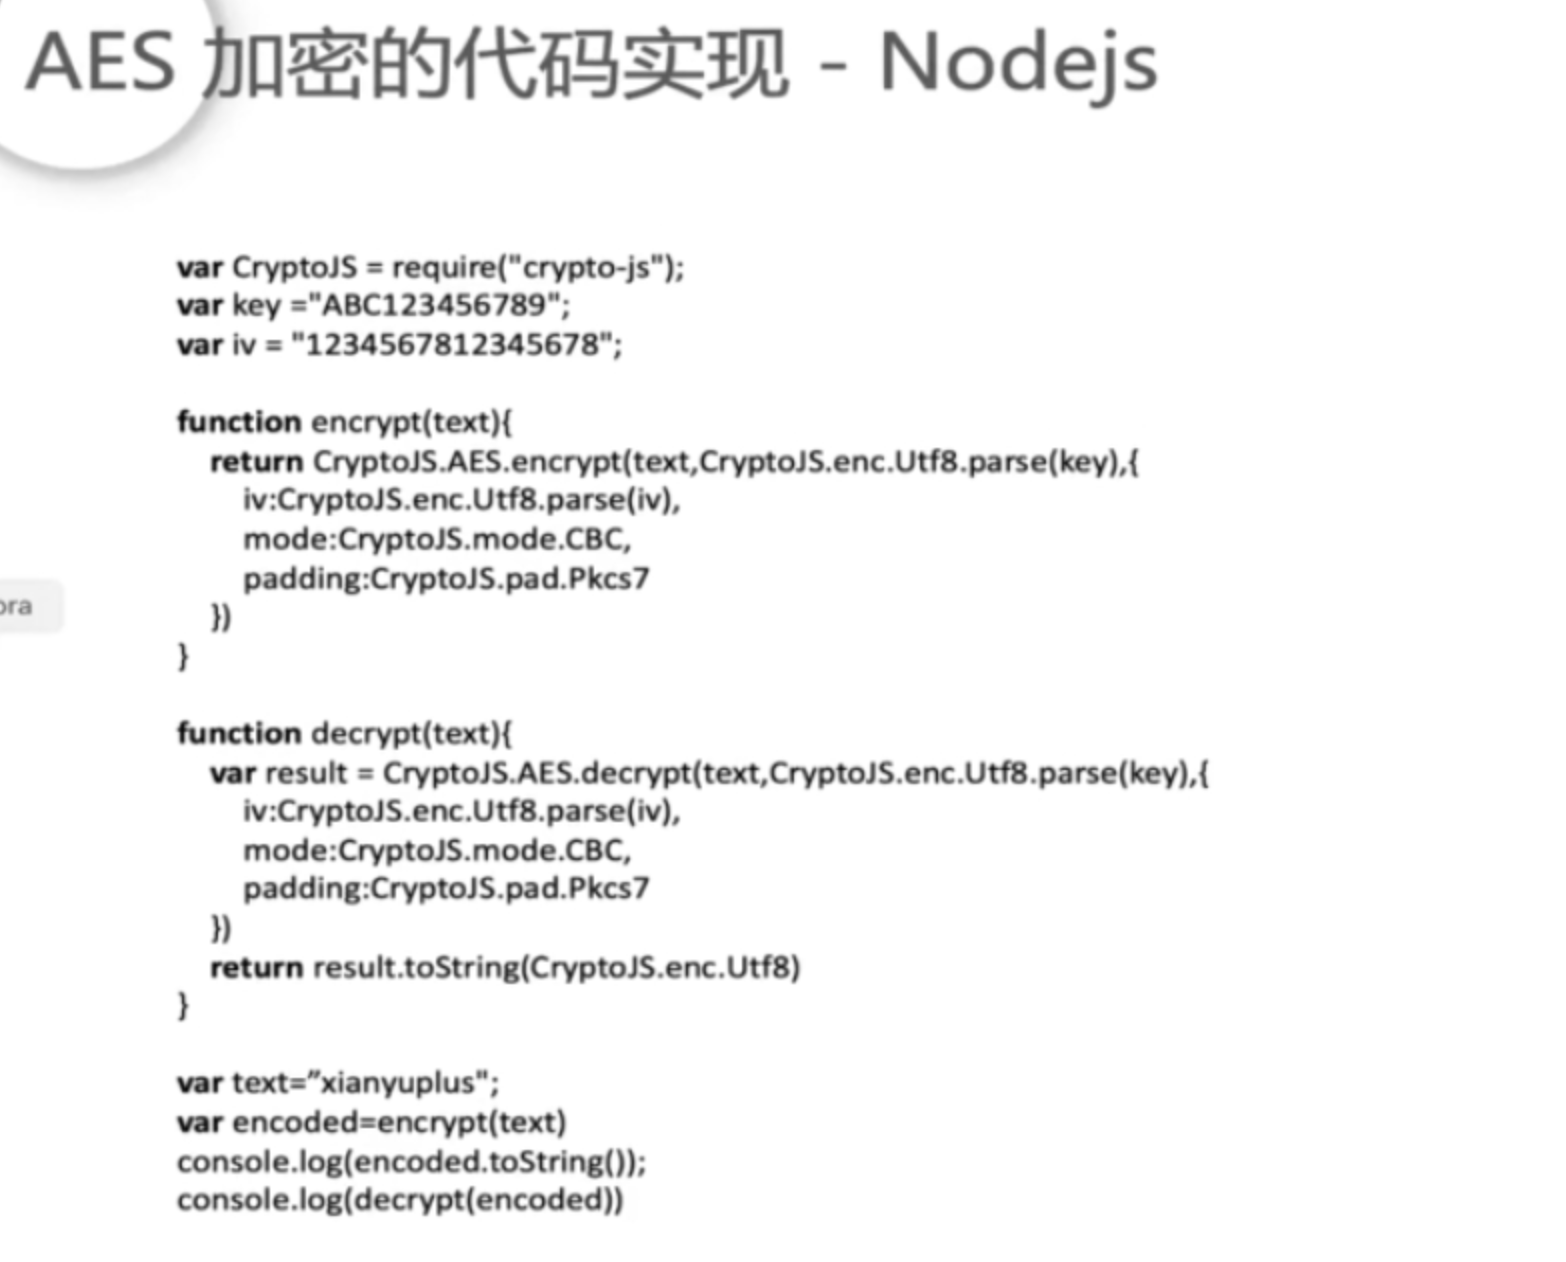 AES 加密的代码实现 - Nodejs
var CryptoJS = require("crypto-js");
var key ="ABC123456789";
var iv = "1234567812345678";
function encrypt(text){
return CryptoJS.AES.encrypt(text,CryptoJS.enc.Utf8.parse(key),{
iv:CryptoJS.enc.Utf8.parse(iv),
mode:CryptoJS.mode.CBC,
padding:CryptoJS.pad.Pkcs7
})
}
ora
function decrypt(text){
var result = CryptoJS.AES.decrypt(text,CryptoJS.enc.Utf8.parse(key),{
iv:CryptoJS.enc.Utf8.parse(iv),
mode:CryptoJS.mode.CBC,
padding:CryptoJS.pad.Pkcs7
})
return result.toString(CryptoJS.enc.Utf8)
}
var text=”xianyuplus";
var encoded=encrypt(text)
console.log(encoded.toString());
console.log(decrypt(encoded))